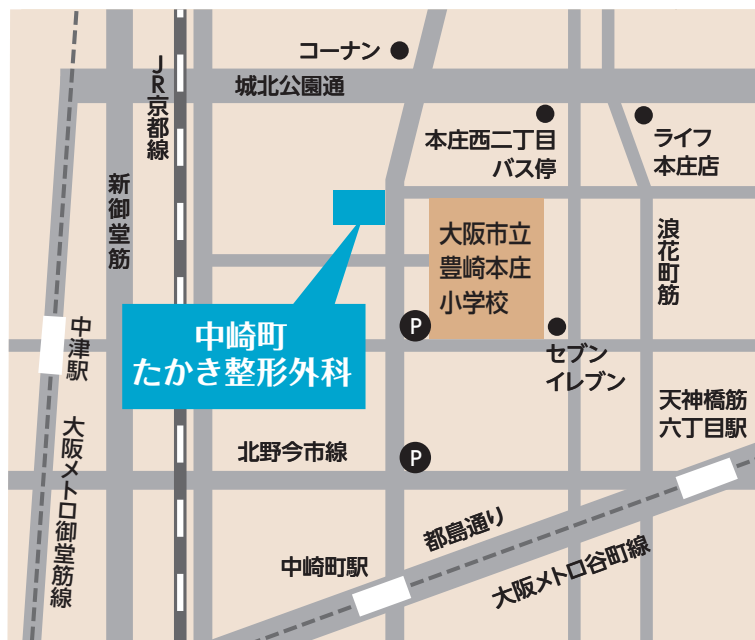 コーナン
JR京都線
城北公園通
本庄西二丁目
バス停
ライフ
本庄店
新御堂筋
大阪市立
豊崎本庄
小学校
浪花町筋
中崎町
たかき整形外科
P
中津駅
セブン
イレブン
天神橋筋
六丁目駅
大阪メトロ御堂筋線
北野今市線
P
都島通り
中崎町駅
大阪メトロ谷町線